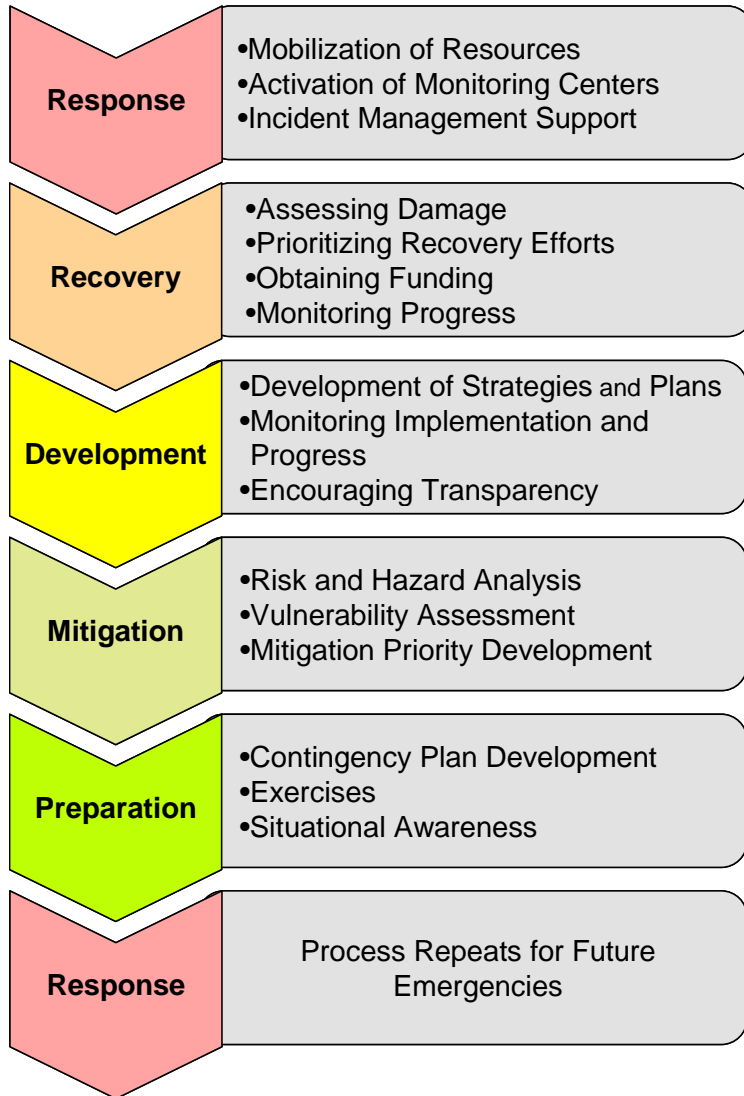 Response
•Mobilization of Resources
•Activation of Monitoring Centers
•Incident Management Support
Recovery
•Assessing Damage
•Prioritizing Recovery Efforts
•Obtaining Funding
•Monitoring Progress
Development
•Development of Strategies and Plans
•Monitoring Implementation and
Progress
•Encouraging Transparency
Mitigation
•Risk and Hazard Analysis
•Vulnerability Assessment
•Mitigation Priority Development
Preparation
•Contingency Plan Development
•Exercises
•Situational Awareness
Response
Process Repeats for Future
Emergencies